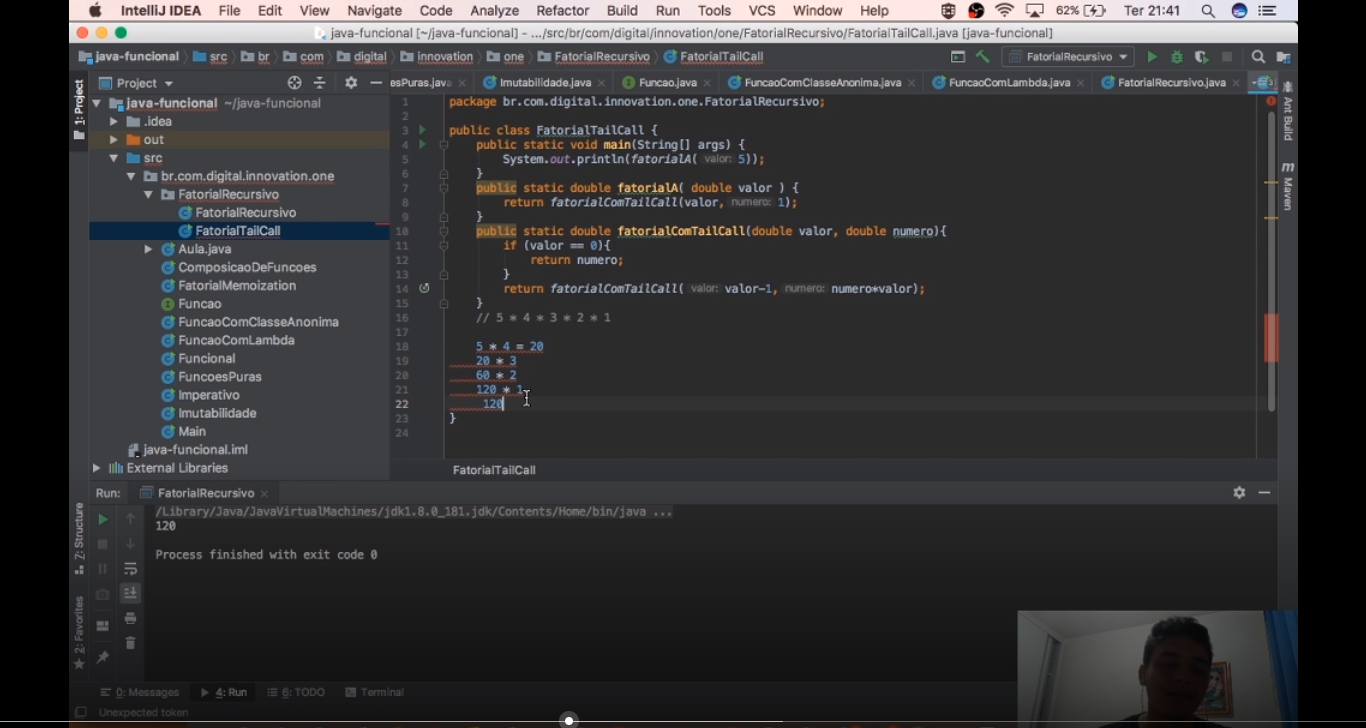 IntelliJ IDEA File Edit View Navigate Code Analyze Refactor Build Run Tools VCS Window Help 62% Ter 21:41
java-functional [~/java-funcional] - .../src/br/com/digital/innovation/one/FatorialRecursivo/FatorialTailCall.java [java-funcional]
java-funcional src br com digital innovation one FatorialRecursivo FatorialTailCall FatorialRecursivo
Project esPuras.java Imutabilidade.java Funcao.java FuncaoComClasseAnonima.java FuncaoComLambda.java FatorialRecursivo.java
1: Project
java-funcional ~/java-funcional
.idea
out
src
br.com.digital.innovation.one
FatorialRecursivo
FatorialRecursivo
FatorialTailCall
Aula.java
ComposicaoDeFuncoes
FatorialMemoization
Funcao
FuncaoComClasseAnonima
FuncaoComLambda
Funcional
FuncoesPuras
Imperativo
Imutabilidade
Main
java-funcional.iml
External Libraries
1 package br.com.digital.innovation.one.FatorialRecursivo;
2
3 public class FatorialTailCall {
4 public static void main(String[] args) {
5 System.out.println(fatorialA( valor: 5));
6 }
7 public static double fatorialA( double valor ) {
8 return fatorialComTailCall(valor, numero: 1);
9 }
10 public static double fatorialComTailCall(double valor, double numero){
11 if (valor == 0){
12 return numero;
13 }
14 return fatorialComTailCall( valor: valor-1, numero: numero*valor);
15 }
16 // 5 * 4 * 3 * 2 * 1
17
18 5 * 4 = 20
19 20 * 3
20 60 * 2
21 120 * 1
22 120
23 }
24
FatorialTailCall
Ant Build
m Maven
Run: FatorialRecursivo
/Library/Java/JavaVirtualMachines/jdk1.8.0_181.jdk/Contents/Home/bin/java ...
120
Process finished with exit code 0
7: Structure
2: Favorites
0: Messages 4: Run 6: TODO Terminal
Unexpected token